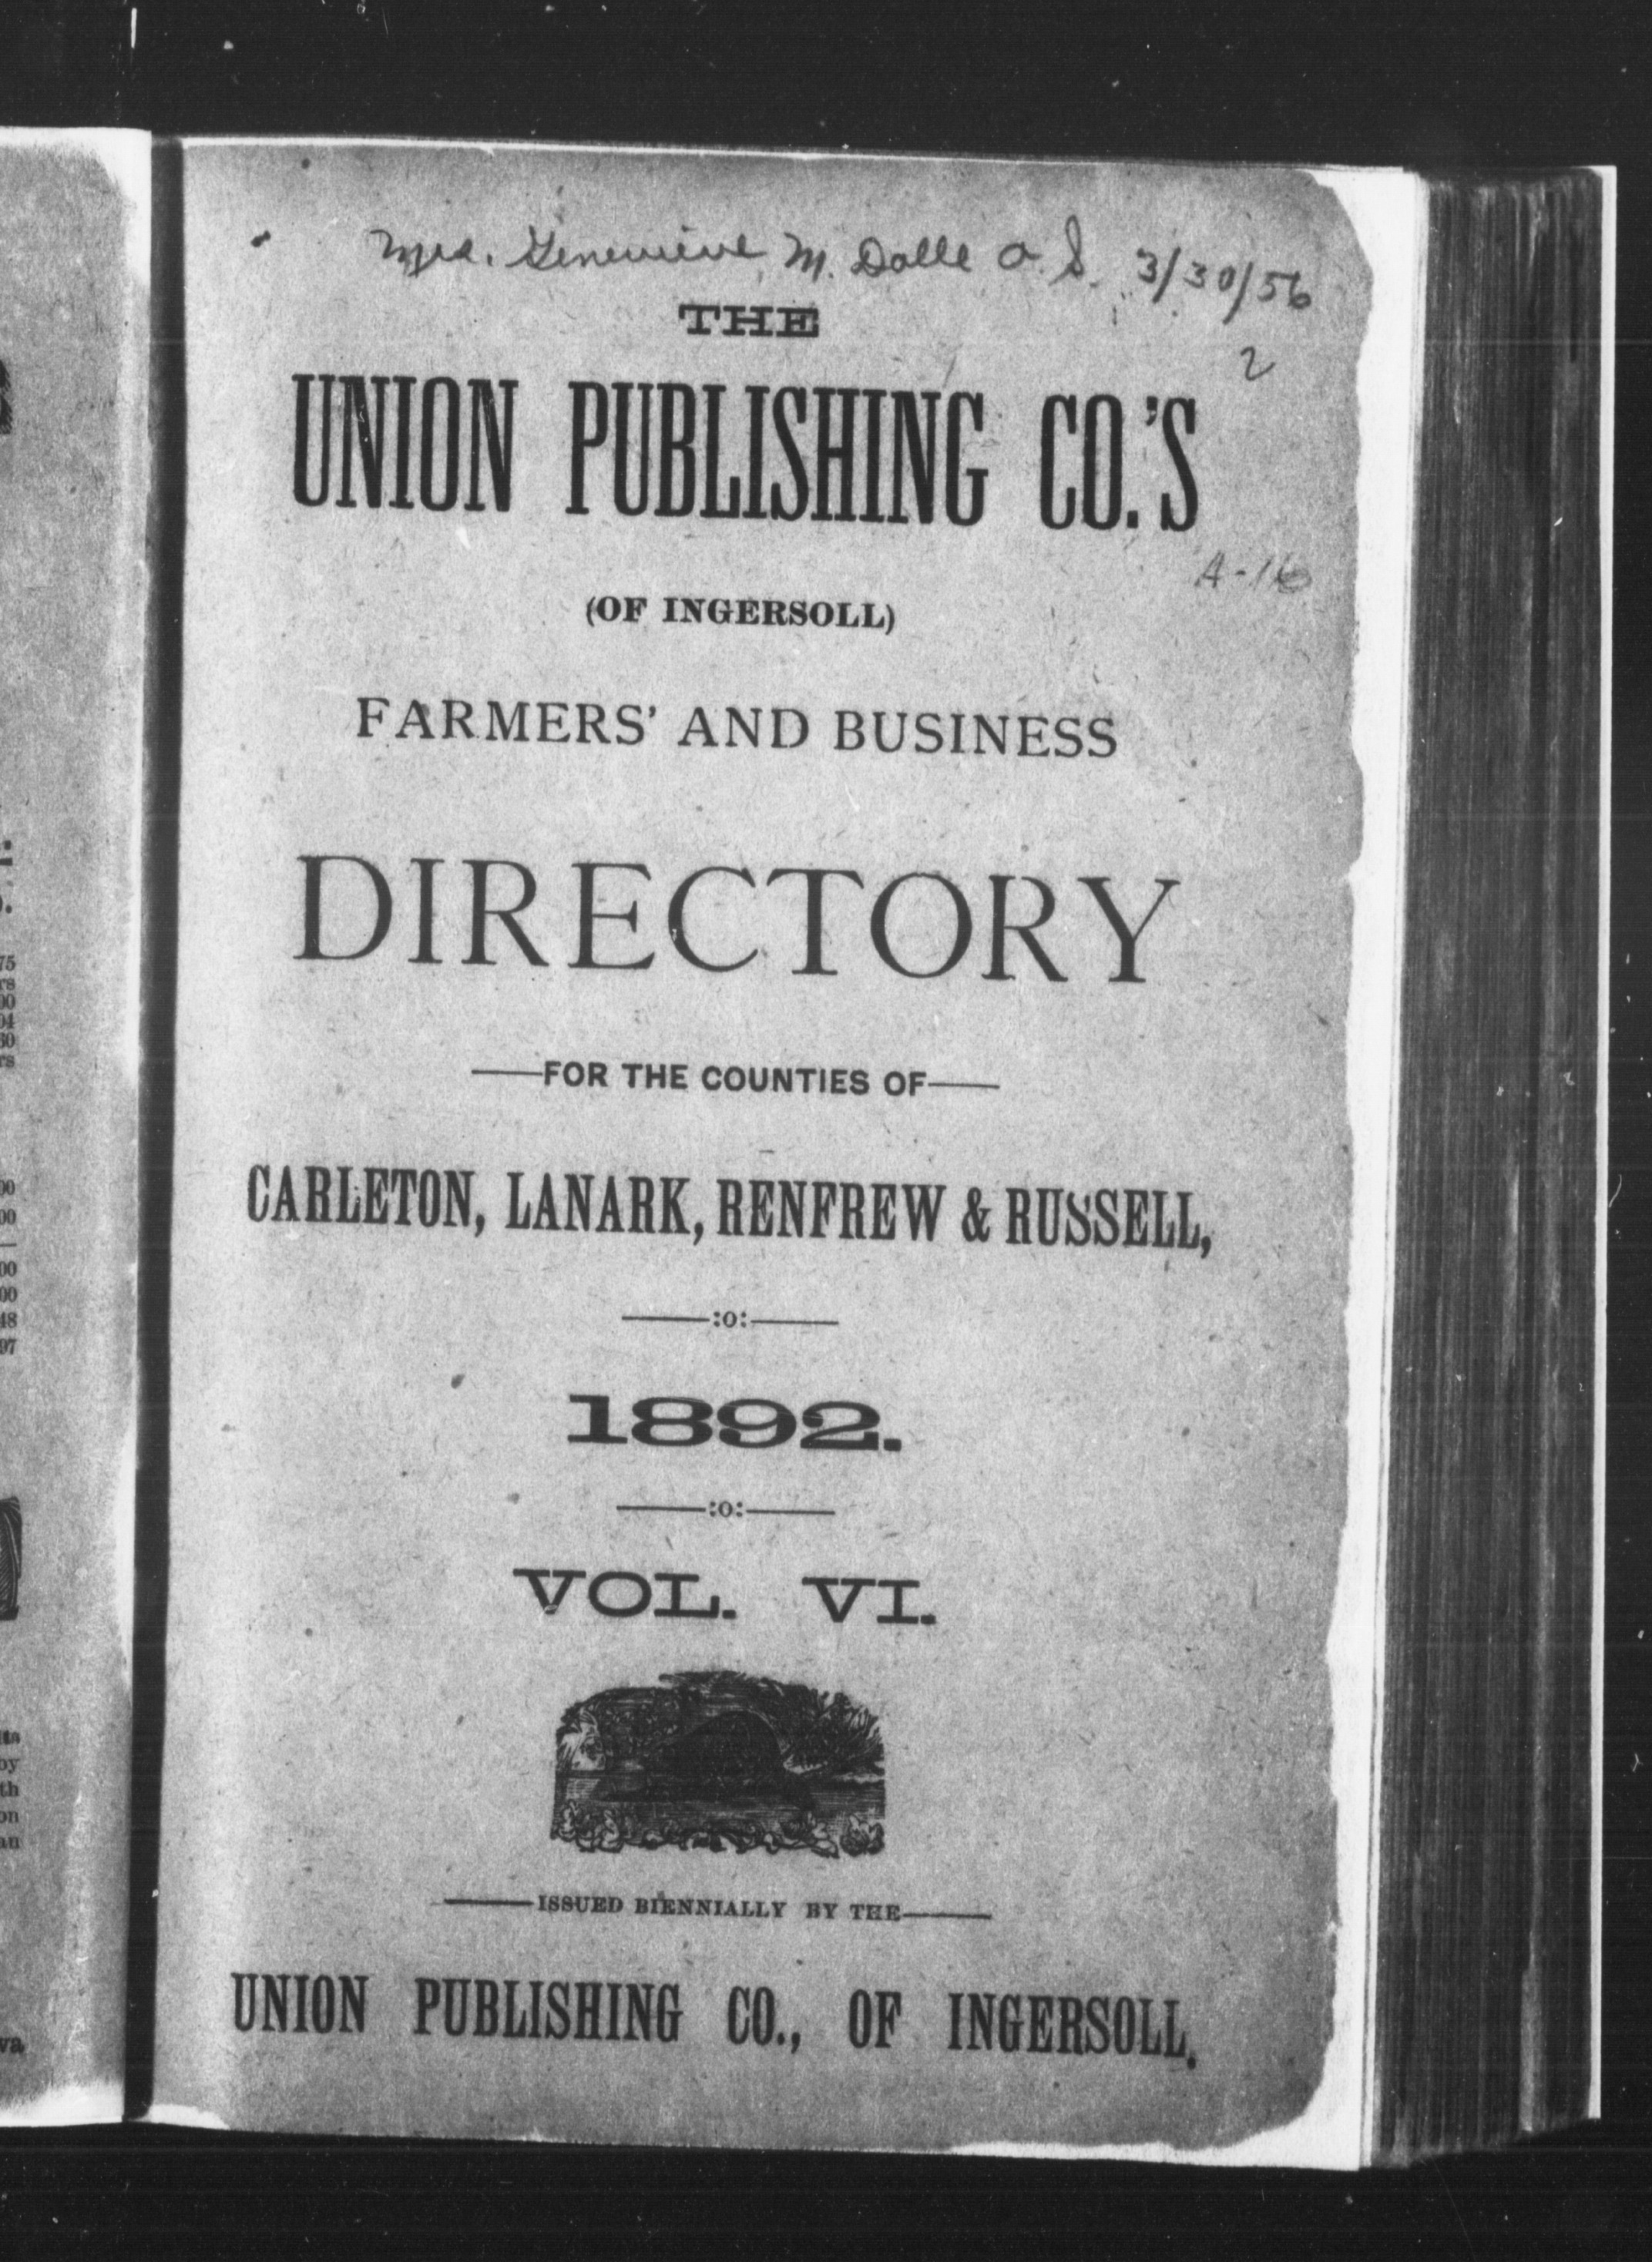 Mrs. Genevieve M. Dolle O. S. 3/30/56
2
THE
UNION PUBLISHING CO.'S
A-16
(OF INGERSOLL)
FARMERS' AND BUSINESS
DIRECTORY
——FOR THE COUNTIES OF——
CARLETON, LANARK, RENFREW & RUSSELL,
——:o:——
1892.
——:o:——
VOL. VI.
——ISSUED BIENNIALLY BY THE——
UNION PUBLISHING CO., OF INGERSOLL.